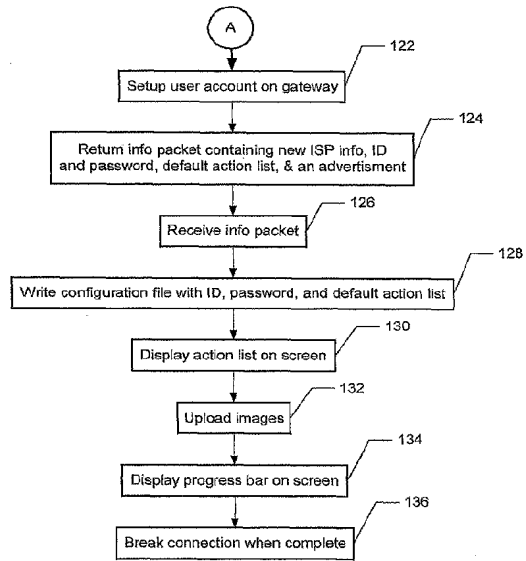 A
122
Setup user account on gateway
124
Return info packet containing new ISP info, ID
and password, default action list, & an advertisment
126
Receive info packet
128
Write configuration file with ID, password, and default action list
130
Display action list on screen
132
Upload images
134
Display progress bar on screen
136
Break connection when complete